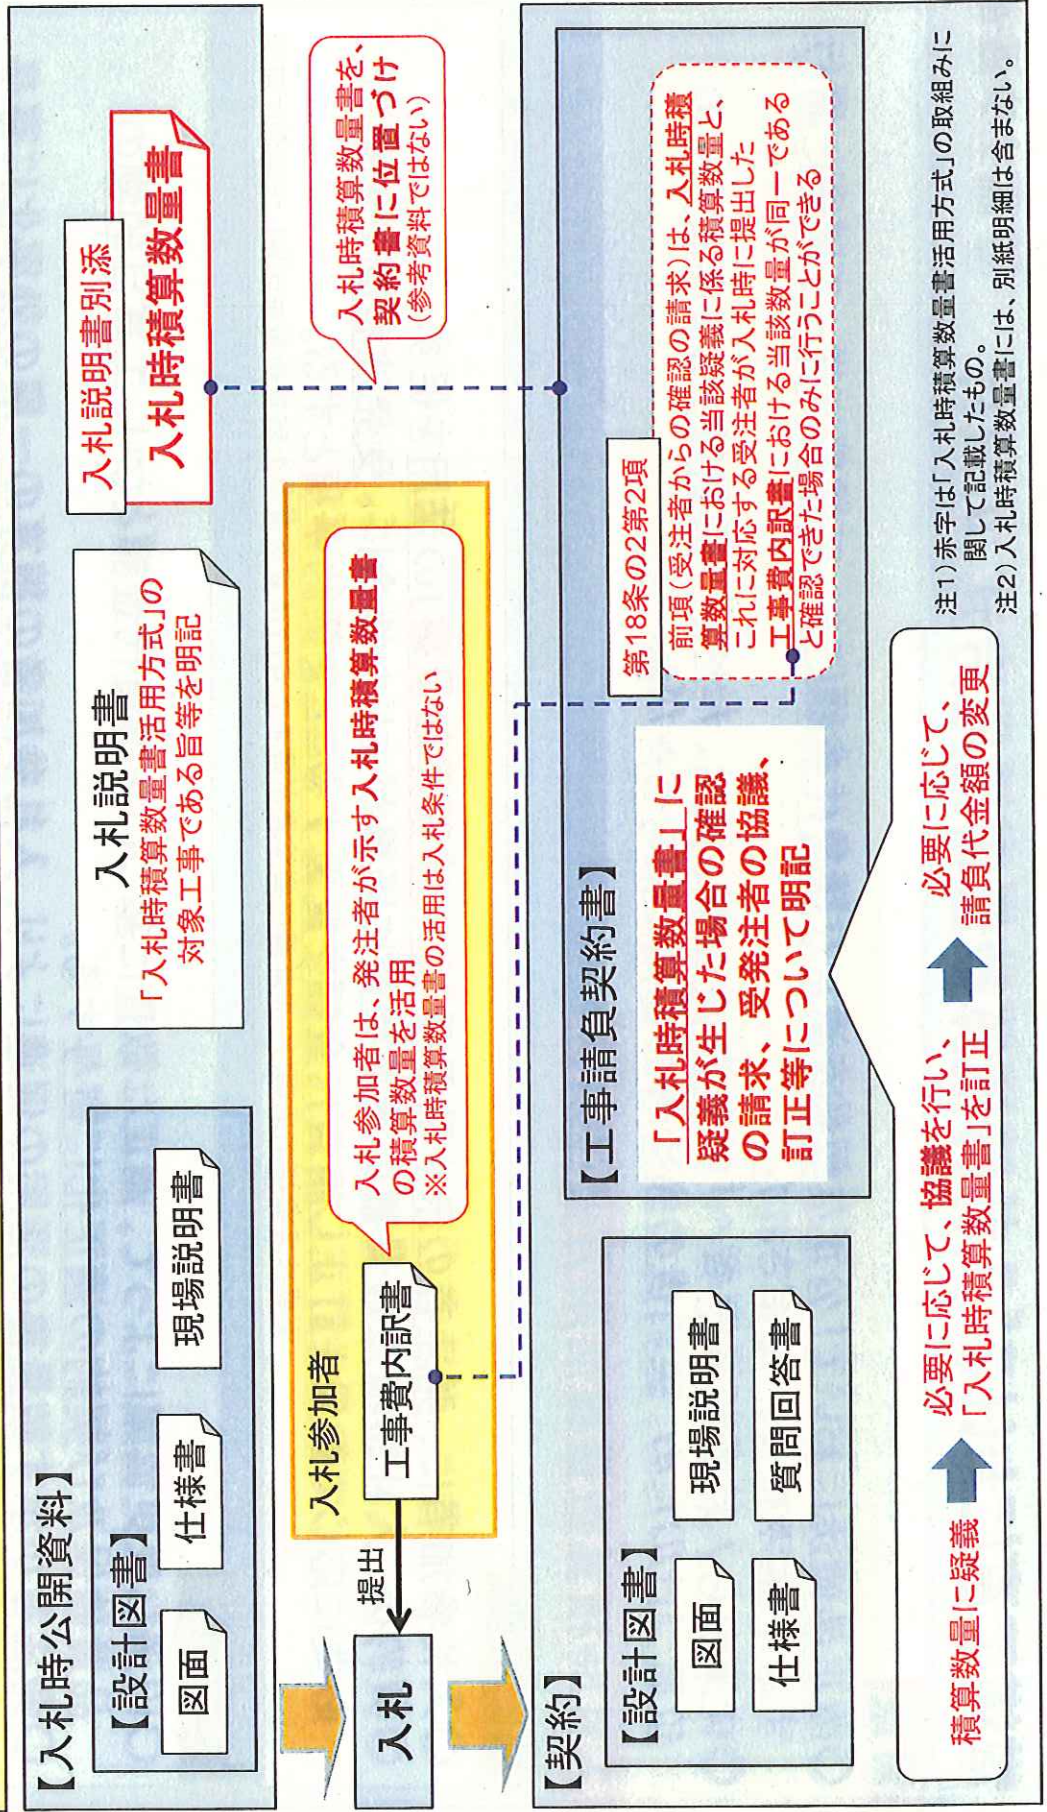 【入札時公開資料】
【設計図書】
図面
仕様書
現場説明書
入札説明書
「入札時積算数量書活用方式」の
対象工事である旨等を明記
入札説明書別添
入札時積算数量書
入札時積算数量書を、
契約書に位置づけ
(参考資料ではない)
入札
提出
入札参加者
工事費内訳書
入札参加者は、発注者が示す入札時積算数量書
の積算数量を活用
※入札時積算数量書の活用は入札条件ではない
【契約】
【設計図書】
図面
現場説明書
仕様書
質問回答書
【工事請負契約書】
「入札時積算数量書」に
疑義が生じた場合の確認
の請求、受発注者の協議、
訂正等について明記
第18条の2第2項
前項(受注者からの確認の請求)は、入札時積
算数量書における当該疑義に係る積算数量と、
これに対応する受注者が入札時に提出した
工事費内訳書における当該数量が同一である
と確認できた場合のみに行うことができる
積算数量に疑義
必要に応じて、協議を行い、
「入札時積算数量書」を訂正
必要に応じて、
請負代金額の変更
注1)赤字は「入札時積算数量書活用方式」の取組みに
関して記載したもの。
注2)入札時積算数量書には、別紙明細は含まない。